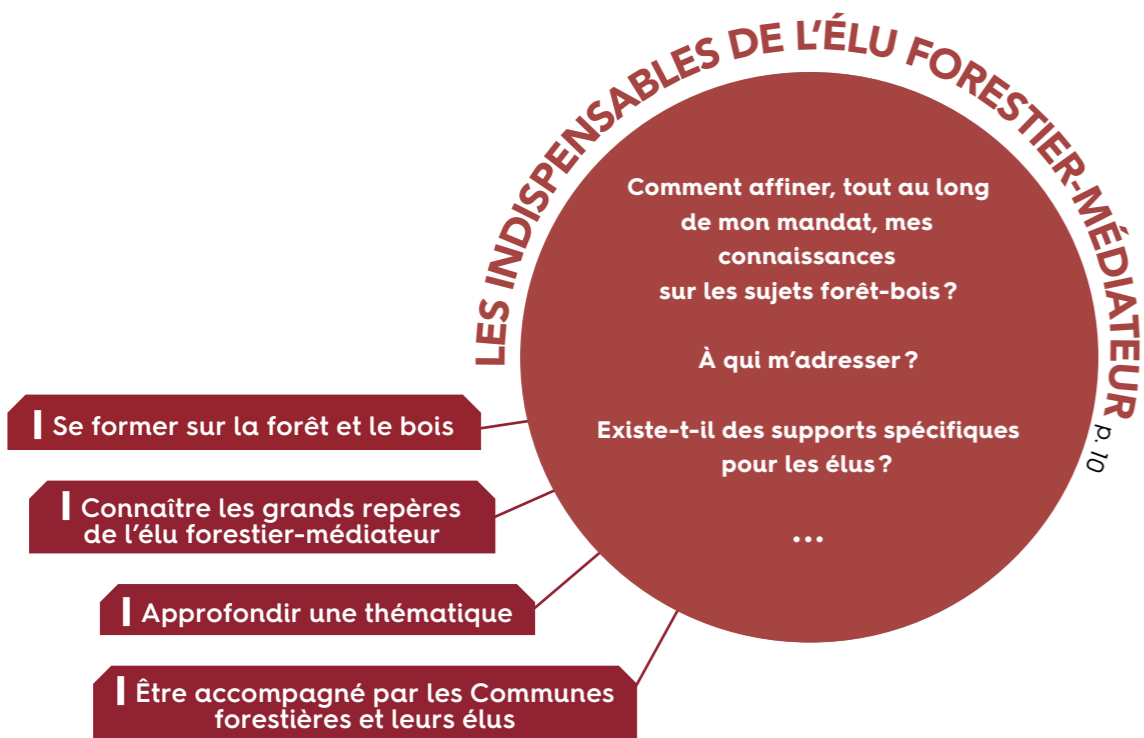 LES INDISPENSABLES DE L'ÉLU FORESTIER-MÉDIATEUR p. 10
Comment affiner, tout au long
de mon mandat, mes
connaissances
sur les sujets forêt-bois ?
À qui m'adresser ?
Existe-t-il des supports spécifiques
pour les élus ?
...
Se former sur la forêt et le bois
Connaître les grands repères
de l'élu forestier-médiateur
Approfondir une thématique
Être accompagné par les Communes
forestières et leurs élus